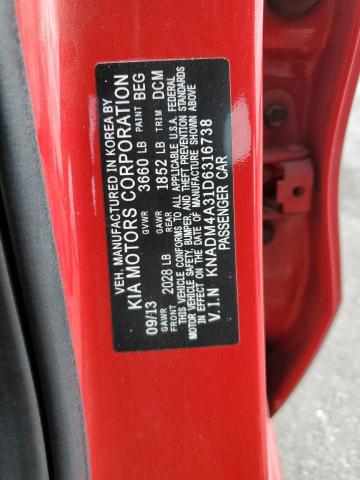 VEH. MANUFACTURED IN KOREA BY
KIA MOTORS CORPORATION
09/13 GVWR 3660 LB PAINT BEG
GAWR FRONT 2028 LB GAWR REAR 1852 LB TRIM DCM
THIS VEHICLE CONFORMS TO ALL APPLICABLE U.S.A. FEDERAL
MOTOR VEHICLE SAFETY, BUMPER, AND THEFT PREVENTION STANDARDS
IN EFFECT ON THE DATE OF MANUFACTURE SHOWN ABOVE
V.I.N KNADM4A31D6316738
PASSENGER CAR